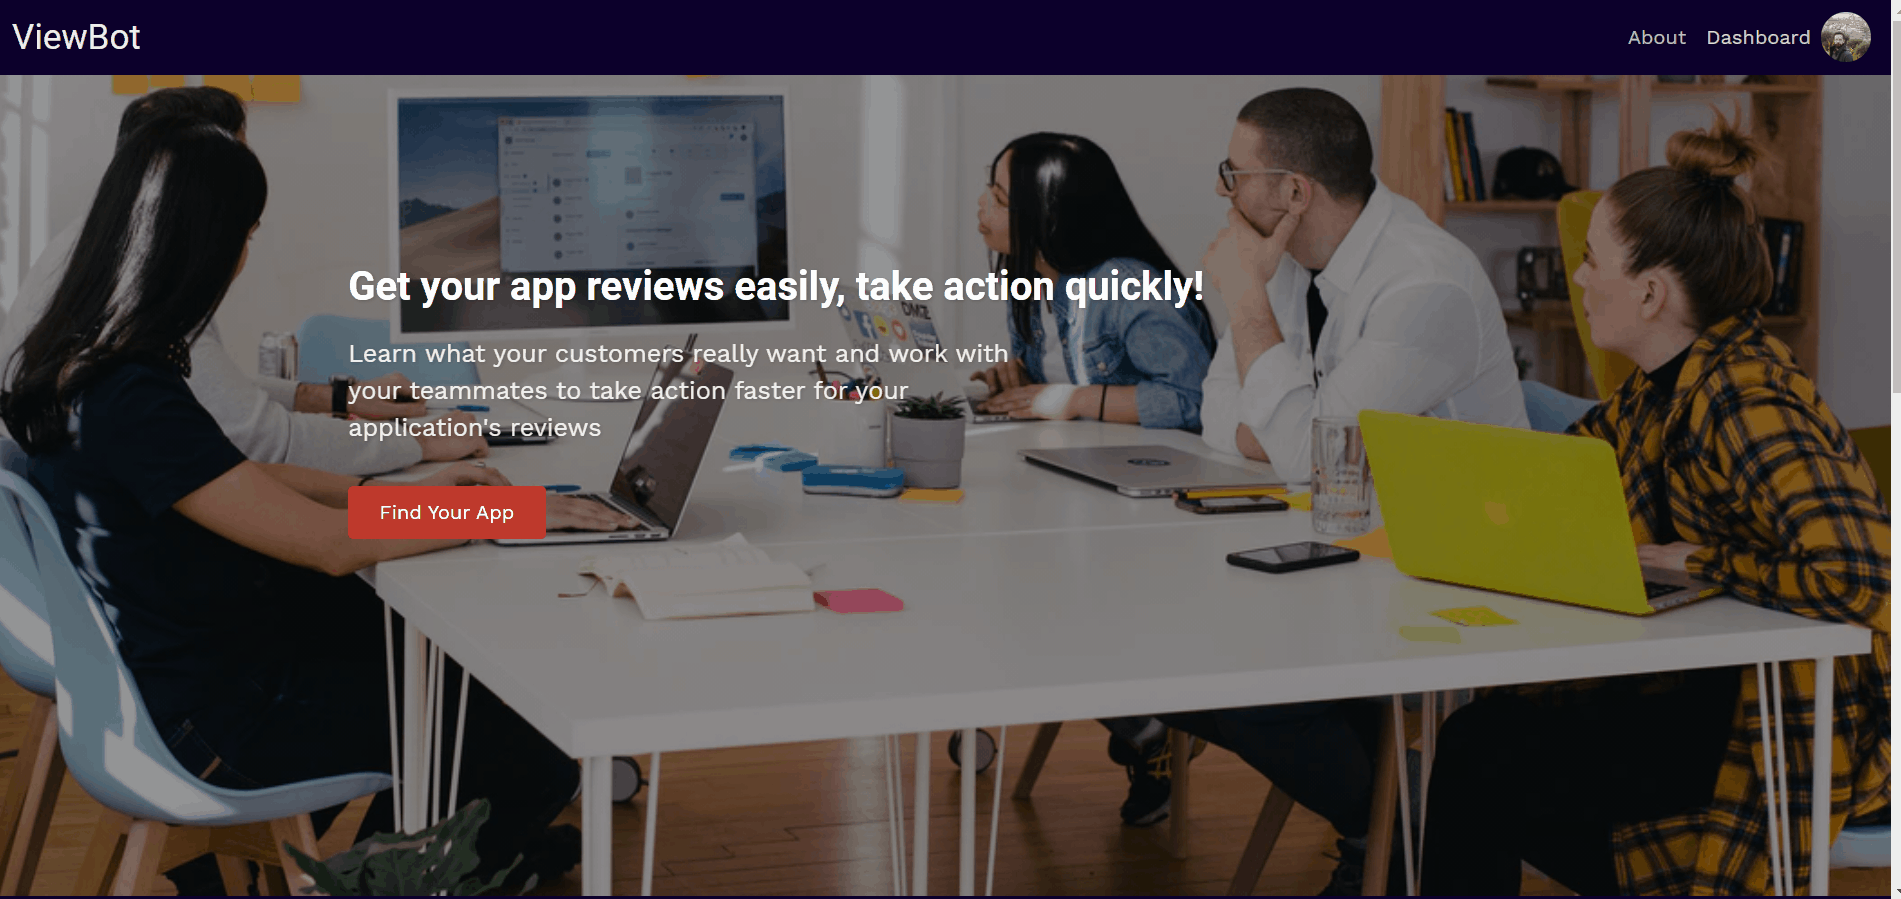 ViewBot
About Dashboard
Get your app reviews easily, take action quickly!
Learn what your customers really want and work with
your teammates to take action faster for your
application's reviews
Find Your App